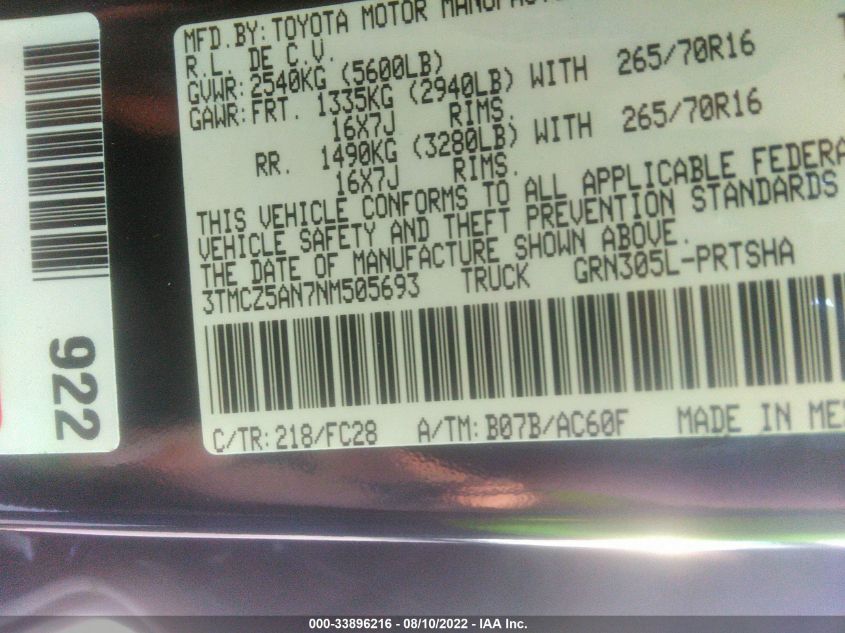 MFD.BY: TOYOTA MOTOR
R.L. DE C.V.
GVWR: 2540KG (5600LB)
GAWR: FRT. 1335KG (2940LB) WITH 265/70R16
16X7J RIMS.
RR. 1490KG (3280LB) WITH 265/70R16
16X7J RIMS.
THIS VEHICLE CONFORMS TO ALL APPLICABLE FEDERA
VEHICLE SAFETY AND THEFT PREVENTION STANDARDS
THE DATE OF MANUFACTURE SHOWN ABOVE.
3TMCZ5AN7NM505693 TRUCK GRN305L-PRTSHA
C/TR: 218/FC28 A/TM: B07B/AC60F MADE IN ME
922
000-33896216 - 08/10/2022 - IAA Inc.